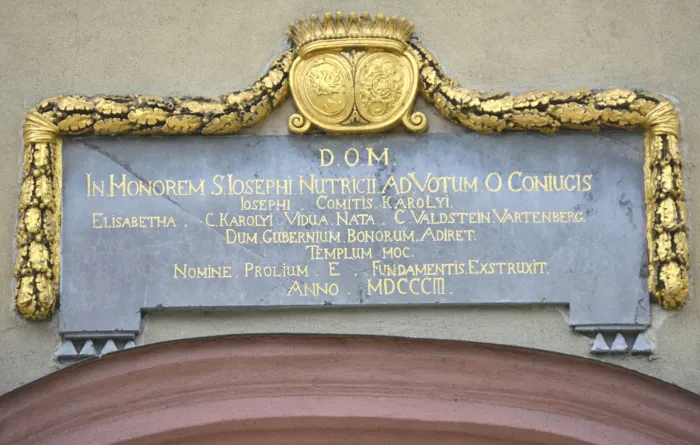 D.O.M.
IN HONOREM S. IOSEPHI NUTRICII AD VOTUM O CONIUGIS
IOSEPHI . COMITIS KAROLYI.
ELISABETHA . C. KAROLYI VIDUA NATA . C. VALDSTEIN VARTENBERG.
DUM GUBERNIUM BONORUM ADIRET.
TEMPLUM MOC.
NOMINE PROLIUM E . FUNDAMENTIS EXSTRUXIT.
ANNO . MDCCCIII.